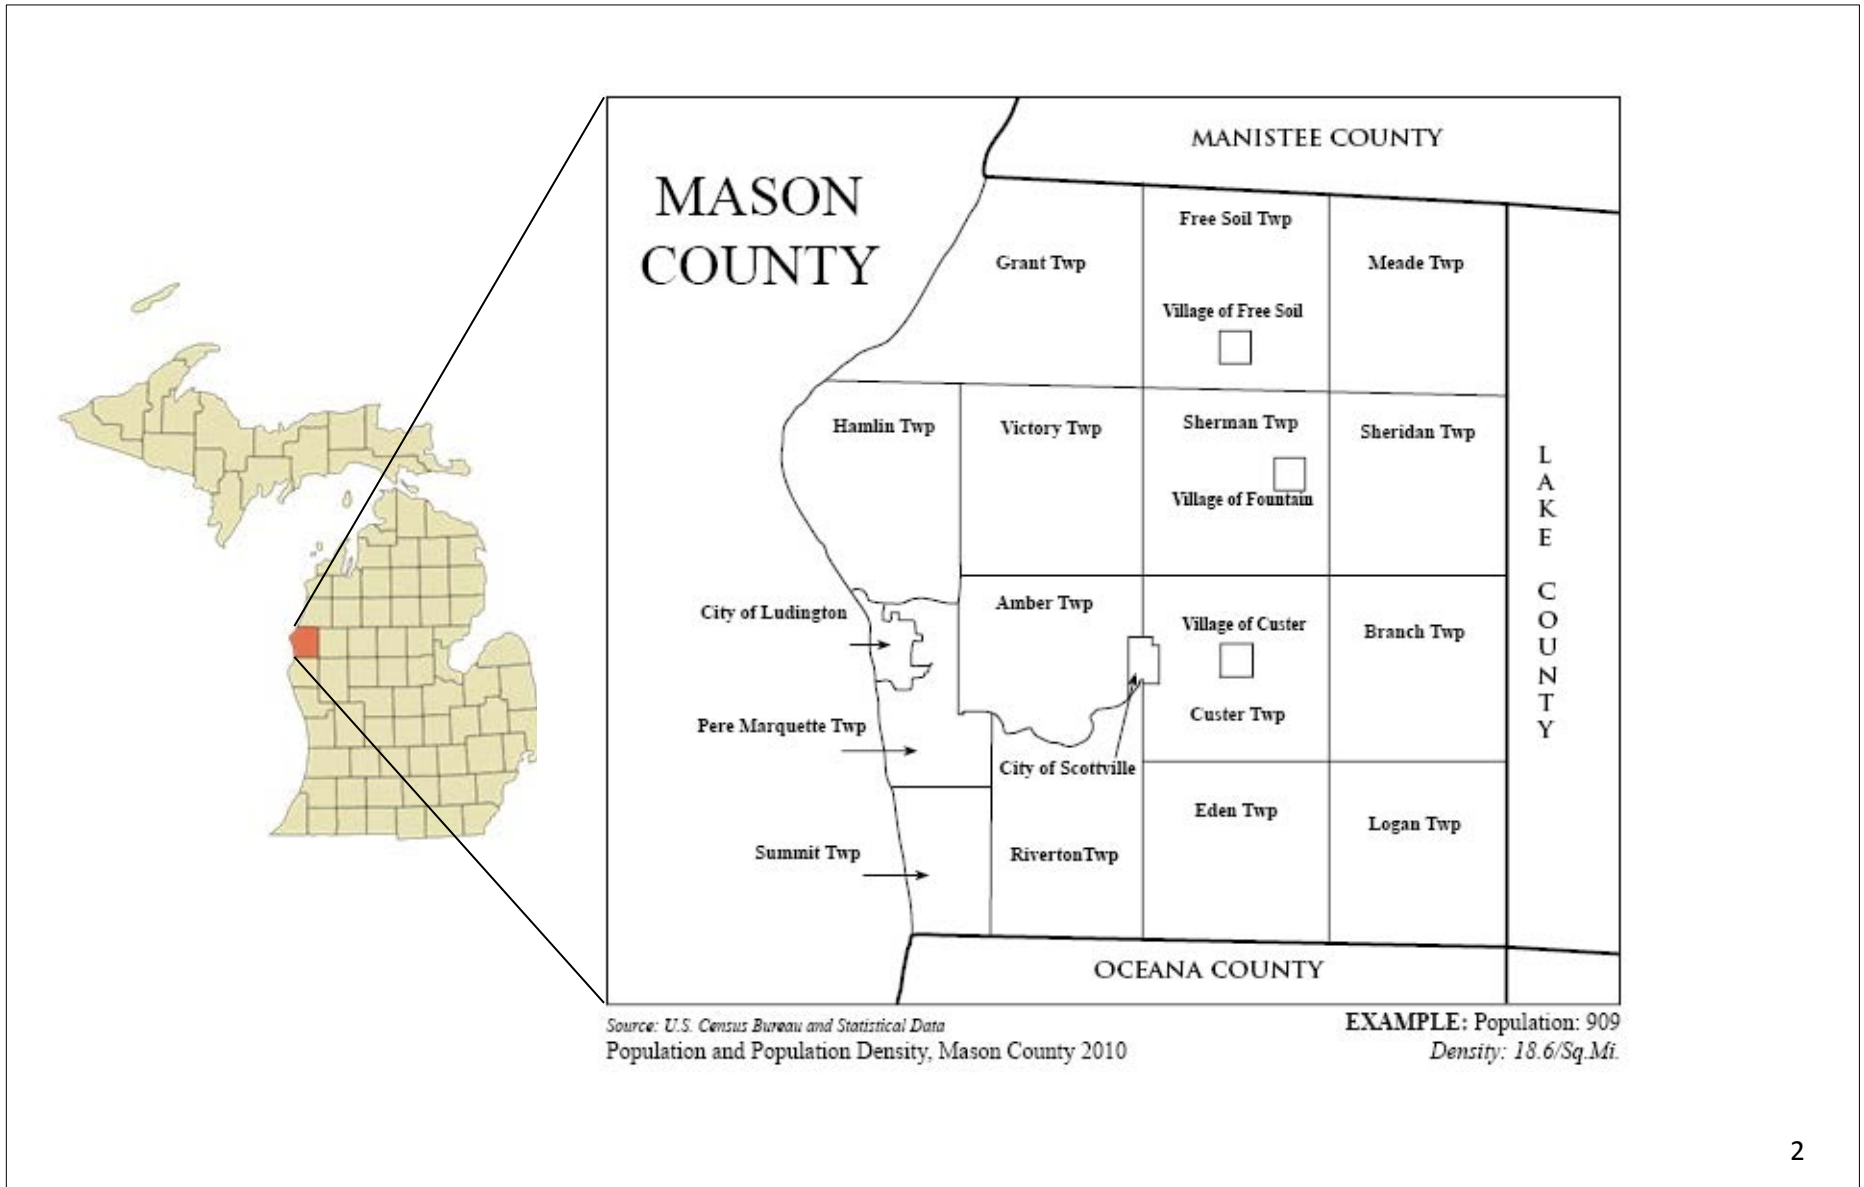 MANISTEE COUNTY
MASON
COUNTY
Free Soil Twp
Grant Twp
Meade Twp
Village of Free Soil
Hamlin Twp
Victory Twp
Sherman Twp
Sheridan Twp
Village of Fountain
LAKE COUNTY
City of Ludington
Amber Twp
Village of Custer
Branch Twp
Pere Marquette Twp
Custer Twp
City of Scottville
Eden Twp
Logan Twp
Summit Twp
RivertonTwp
OCEANA COUNTY
Source: U.S. Census Bureau and Statistical Data
Population and Population Density, Mason County 2010
EXAMPLE: Population: 909
Density: 18.6/Sq.Mi.
2